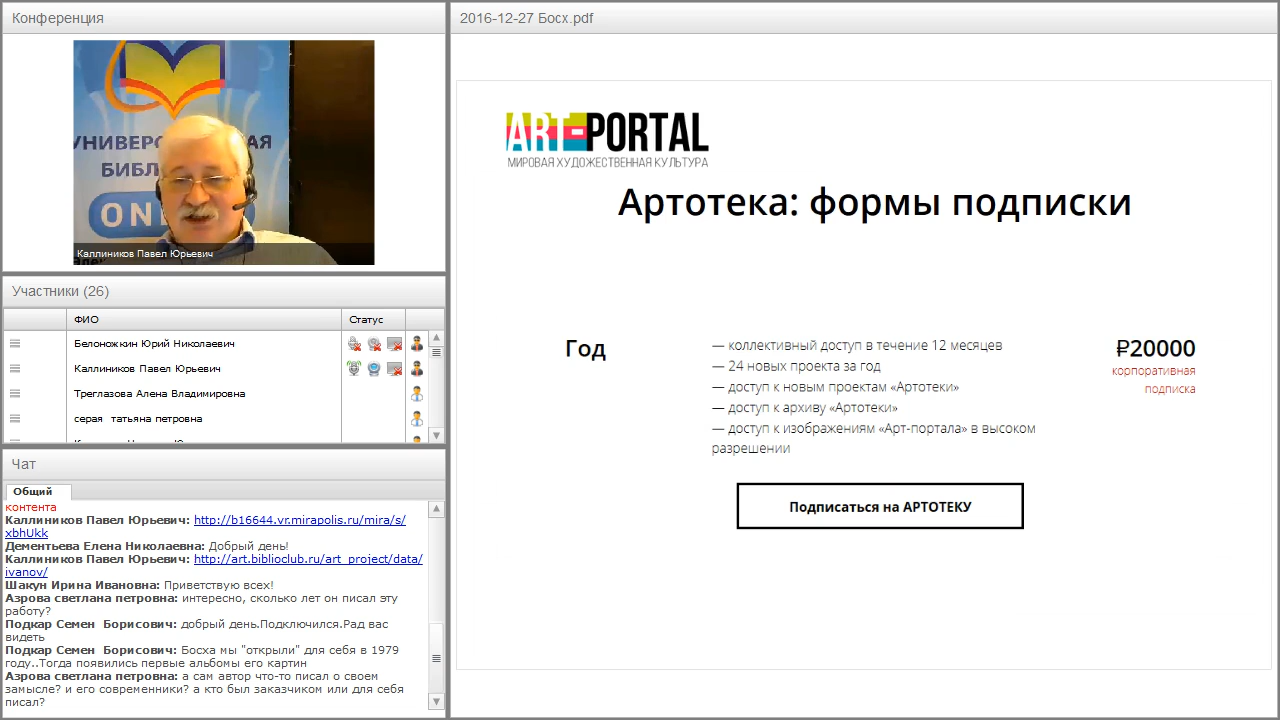 Конференция
УНИВЕРС НАЯ
БИБЛ
ONL
Каллиников Павел Юрьевич
Участники (26)
ФИО Статус
Белоножкин Юрий Николаевич
Каллиников Павел Юрьевич
Треглазова Алена Владимировна
серая татьяна петровна
Чат
Общий
контента
Каллиников Павел Юрьевич: http://b16644.vr.mirapolis.ru/mira/s/
xbhUkk
Дементьева Елена Николаевна: Добрый день!
Каллиников Павел Юрьевич: http://art.biblioclub.ru/art_project/data/
ivanov/
Шакун Ирина Ивановна: Приветствую всех!
Азрова светлана петровна: интересно, сколько лет он писал эту
работу?
Подкар Семен Борисович: добрый день.Подключился.Рад вас
видеть
Подкар Семен Борисович: Босха мы "открыли" для себя в 1979
году..Тогда появились первые альбомы его картин
Азрова светлана петровна: а сам автор что-то писал о своем
замысле? и его современники? а кто был заказчиком или для себя
писал?
2016-12-27 Босх.pdf
ART-PORTAL
МИРОВАЯ ХУДОЖЕСТВЕННАЯ КУЛЬТУРА
Артотека: формы подписки
Год
— коллективный доступ в течение 12 месяцев
— 24 новых проекта за год
— доступ к новым проектам «Артотеки»
— доступ к архиву «Артотеки»
— доступ к изображениям «Арт-портала» в высоком
разрешении
₽20000
корпоративная
подписка
Подписаться на АРТОТЕКУ